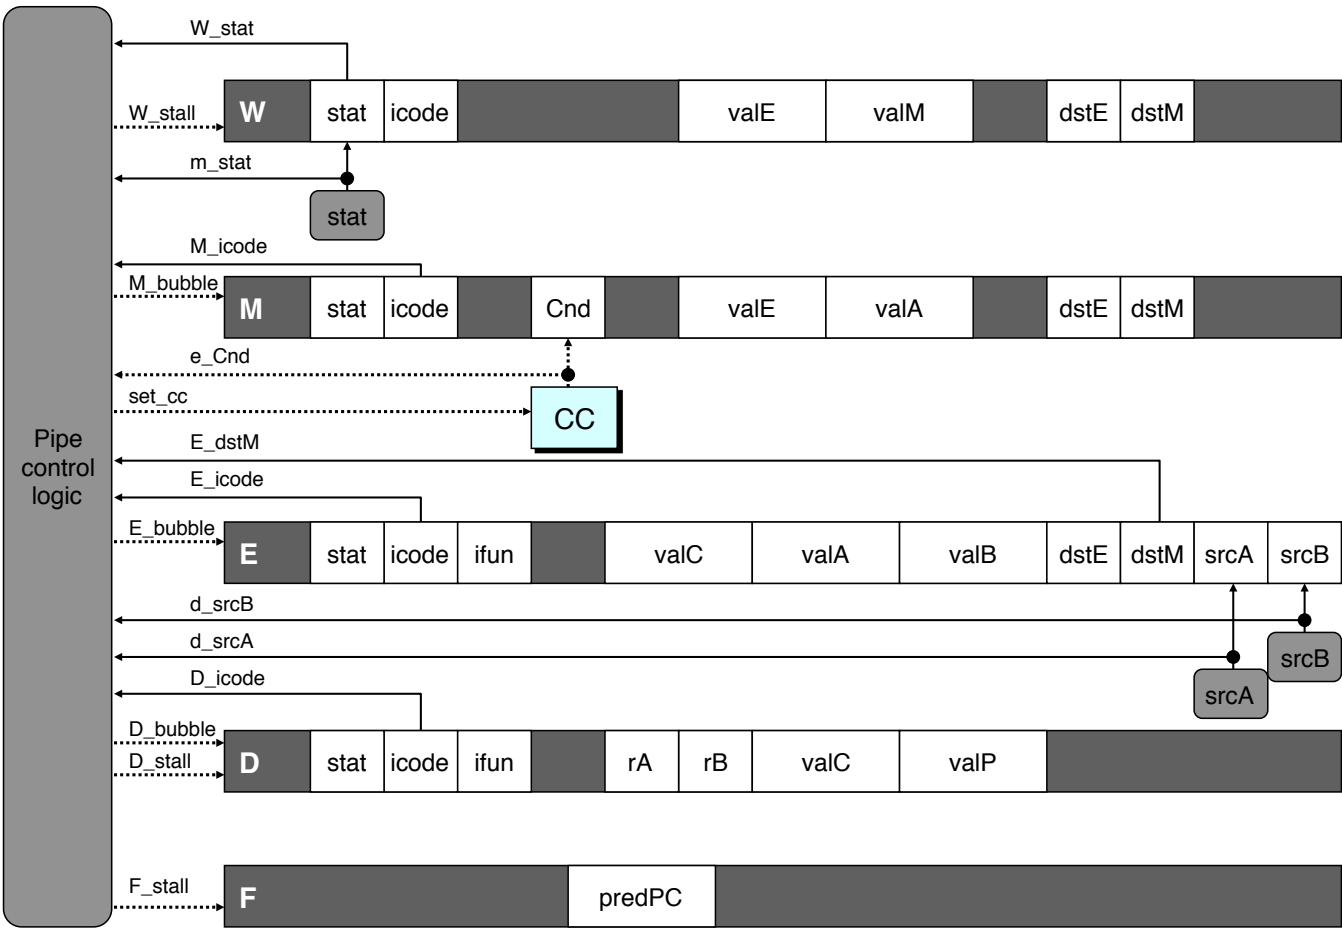 W_stat
W_stall
W stat icode valE valM dstE dstM
m_stat
stat
M_icode
M_bubble
M stat icode Cnd valE valA dstE dstM
e_Cnd
set_cc
CC
Pipe
control
logic
E_dstM
E_icode
E_bubble
E stat icode ifun valC valA valB dstE dstM srcA srcB
d_srcB
d_srcA
srcB
D_icode
srcA
D_bubble
D_stall
D stat icode ifun rA rB valC valP
F_stall
F predPC